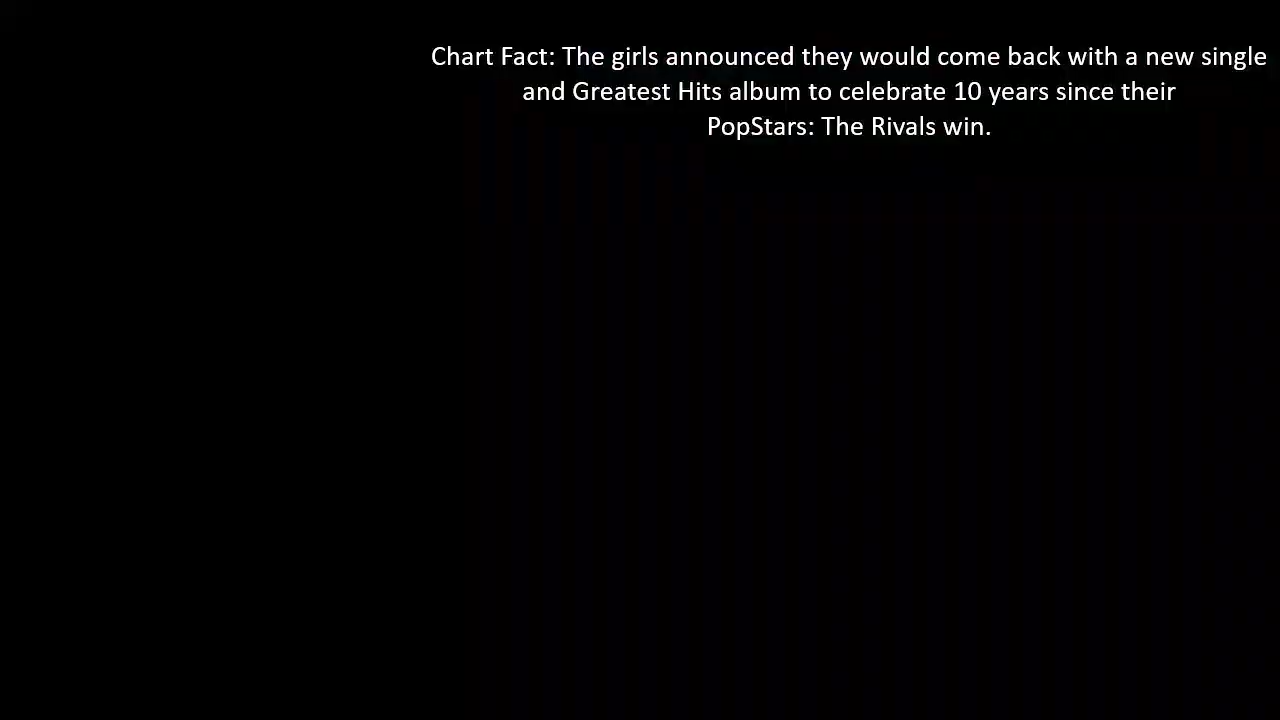 Chart Fact: The girls announced they would come back with a new single
and Greatest Hits album to celebrate 10 years since their
PopStars: The Rivals win.